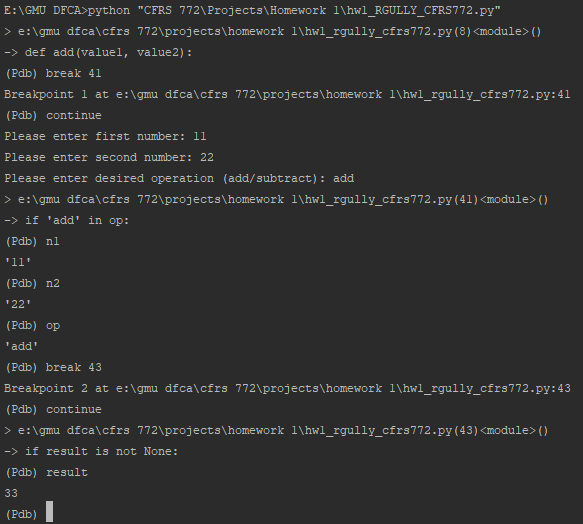 E:\GMU DFCA>python "CFRS 772\Projects\Homework 1\hw1_RGULLY_CFRS772.py"
> e:\gmu dfca\cfrs 772\projects\homework 1\hw1_rgully_cfrs772.py(8)<module>()
-> def add(value1, value2):
(Pdb) break 41
Breakpoint 1 at e:\gmu dfca\cfrs 772\projects\homework 1\hw1_rgully_cfrs772.py:41
(Pdb) continue
Please enter first number: 11
Please enter second number: 22
Please enter desired operation (add/subtract): add
> e:\gmu dfca\cfrs 772\projects\homework 1\hw1_rgully_cfrs772.py(41)<module>()
-> if 'add' in op:
(Pdb) n1
'11'
(Pdb) n2
'22'
(Pdb) op
'add'
(Pdb) break 43
Breakpoint 2 at e:\gmu dfca\cfrs 772\projects\homework 1\hw1_rgully_cfrs772.py:43
(Pdb) continue
> e:\gmu dfca\cfrs 772\projects\homework 1\hw1_rgully_cfrs772.py(43)<module>()
-> if result is not None:
(Pdb) result
33
(Pdb)